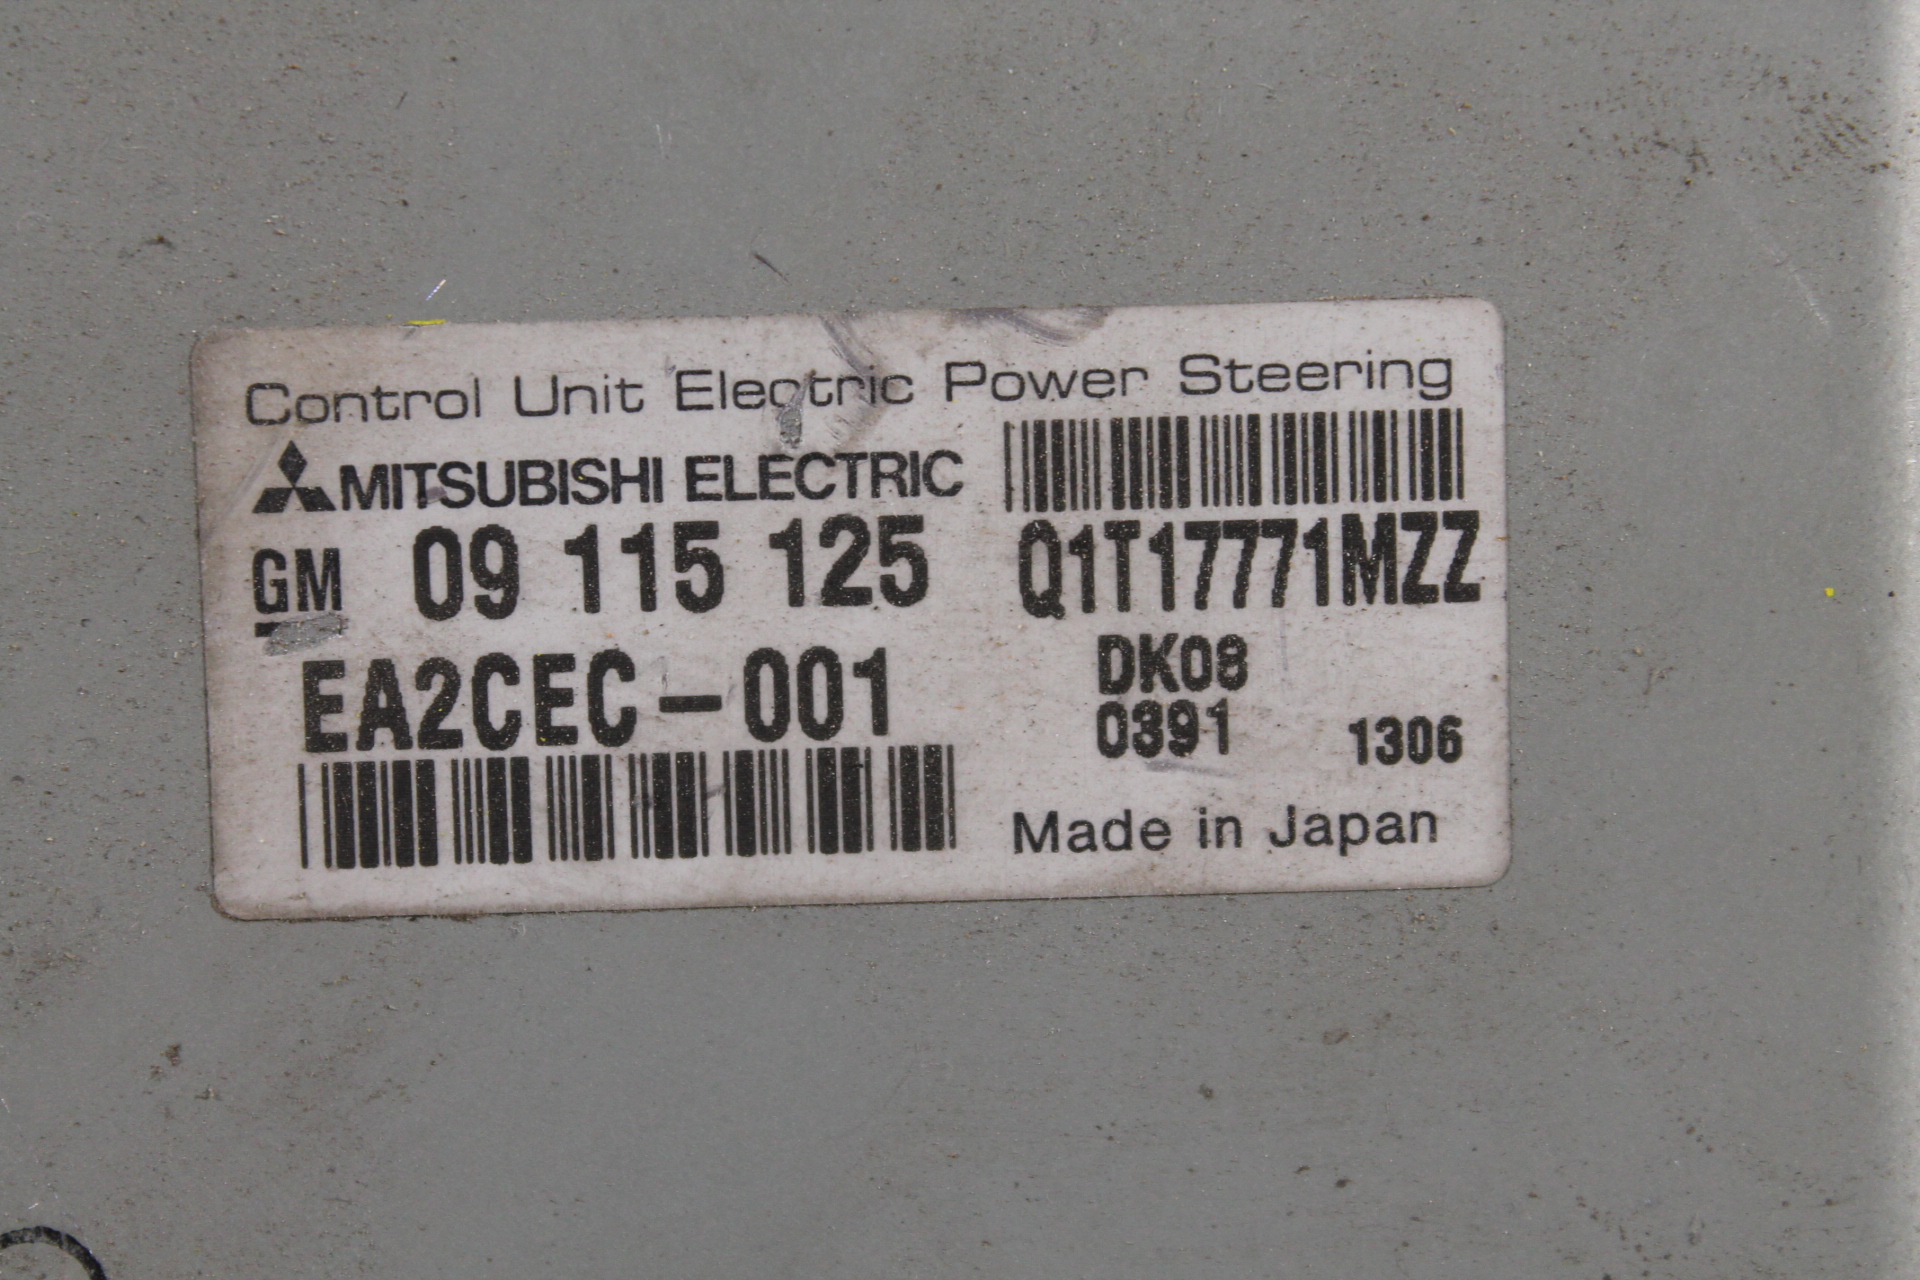 Control Unit Electric Power Steering
MITSUBISHI ELECTRIC
GM 09 115 125 Q1T17771MZZ
EA2CEC-001
DK08
0391 1306
Made in Japan